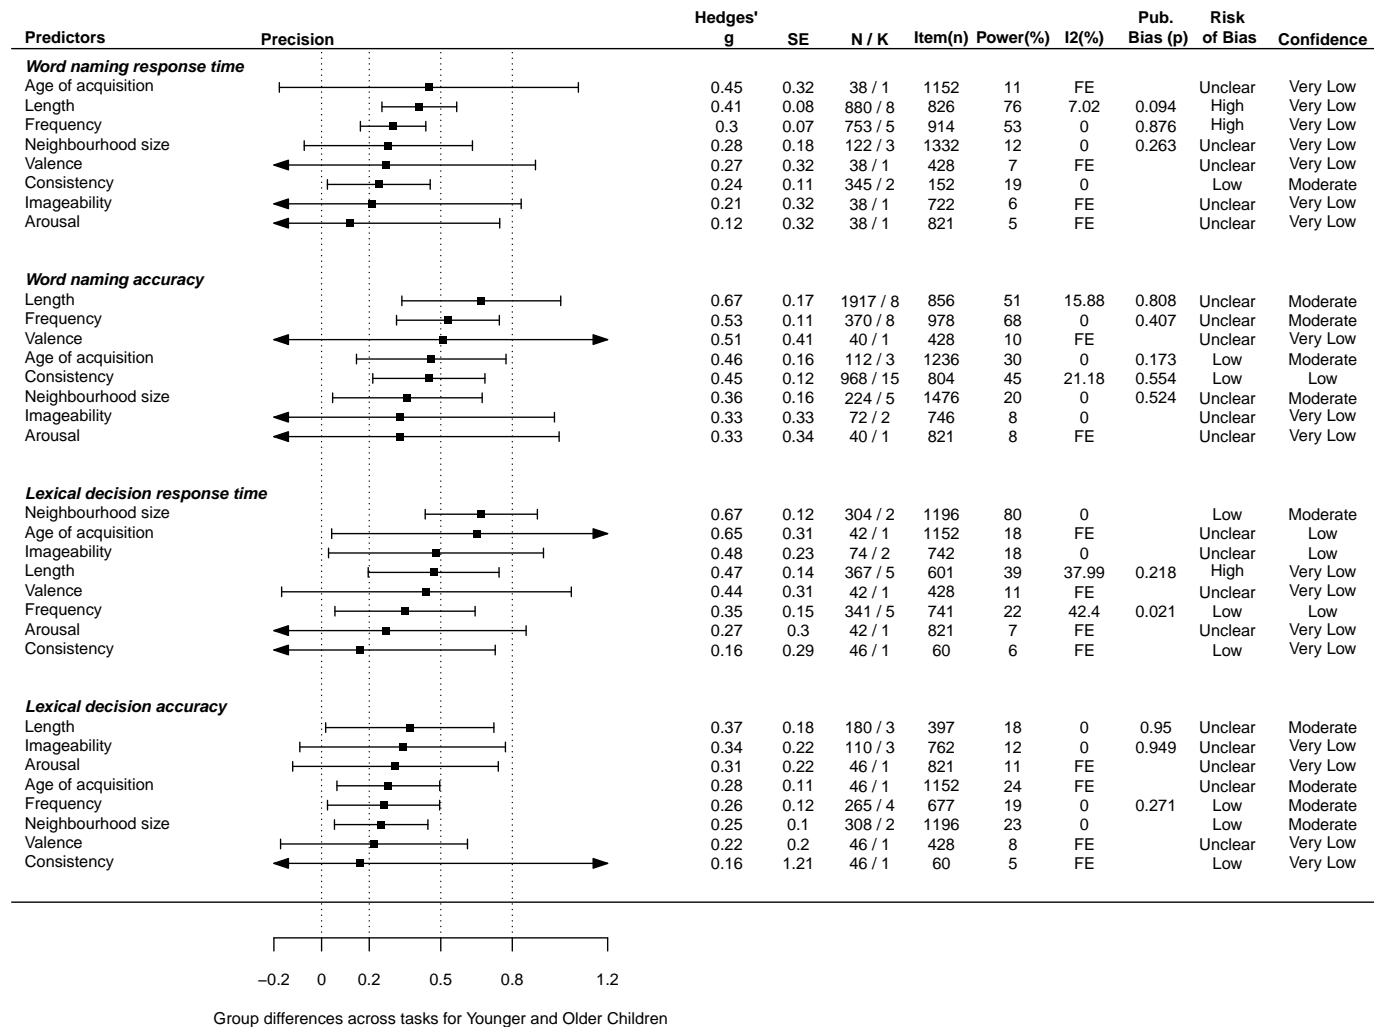 Hedges' Pub. Risk
Predictors Precision g SE N / K Item(n) Power(%) I2(%) Bias (p) of Bias Confidence
Word naming response time
Age of acquisition 0.45 0.32 38 / 1 1152 11 FE Unclear Very Low
Length 0.41 0.08 880 / 8 826 76 7.02 0.094 High Very Low
Frequency 0.3 0.07 753 / 5 914 53 0 0.876 High Very Low
Neighbourhood size 0.28 0.18 122 / 3 1332 12 0 0.263 Unclear Very Low
Valence 0.27 0.32 38 / 1 428 7 FE Unclear Very Low
Consistency 0.24 0.11 345 / 2 152 19 0 Low Moderate
Imageability 0.21 0.32 38 / 1 722 6 FE Unclear Very Low
Arousal 0.12 0.32 38 / 1 821 5 FE Unclear Very Low
Word naming accuracy
Length 0.67 0.17 1917 / 8 856 51 15.88 0.808 Unclear Moderate
Frequency 0.53 0.11 370 / 8 978 68 0 0.407 Unclear Moderate
Valence 0.51 0.41 40 / 1 428 10 FE Unclear Very Low
Age of acquisition 0.46 0.16 112 / 3 1236 30 0 0.173 Low Moderate
Consistency 0.45 0.12 968 / 15 804 45 21.18 0.554 Low Low
Neighbourhood size 0.36 0.16 224 / 5 1476 20 0 0.524 Unclear Moderate
Imageability 0.33 0.33 72 / 2 746 8 0 Unclear Very Low
Arousal 0.33 0.34 40 / 1 821 8 FE Unclear Very Low
Lexical decision response time
Neighbourhood size 0.67 0.12 304 / 2 1196 80 0 Low Moderate
Age of acquisition 0.65 0.31 42 / 1 1152 18 FE Unclear Low
Imageability 0.48 0.23 74 / 2 742 18 0 Unclear Low
Length 0.47 0.14 367 / 5 601 39 37.99 0.218 High Very Low
Valence 0.44 0.31 42 / 1 428 11 FE Unclear Very Low
Frequency 0.35 0.15 341 / 5 741 22 42.4 0.021 Low Low
Arousal 0.27 0.3 42 / 1 821 7 FE Unclear Very Low
Consistency 0.16 0.29 46 / 1 60 6 FE Low Very Low
Lexical decision accuracy
Length 0.37 0.18 180 / 3 397 18 0 0.95 Unclear Moderate
Imageability 0.34 0.22 110 / 3 762 12 0 0.949 Unclear Very Low
Arousal 0.31 0.22 46 / 1 821 11 FE Unclear Very Low
Age of acquisition 0.28 0.11 46 / 1 1152 24 FE Unclear Moderate
Frequency 0.26 0.12 265 / 4 677 19 0 0.271 Low Moderate
Neighbourhood size 0.25 0.1 308 / 2 1196 23 0 Low Moderate
Valence 0.22 0.2 46 / 1 428 8 FE Unclear Very Low
Consistency 0.16 1.21 46 / 1 60 5 FE Low Very Low
−0.2 0 0.2 0.5 0.8 1.2
Group differences across tasks for Younger and Older Children